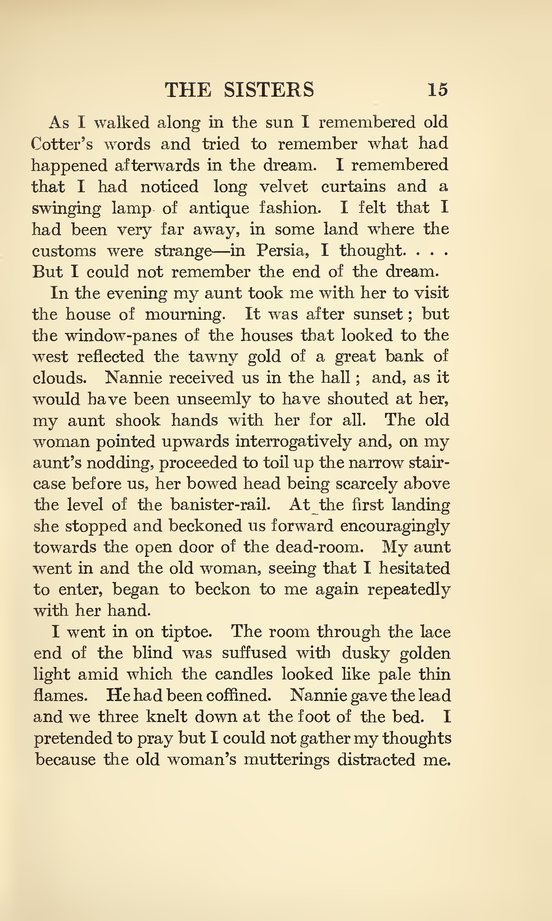 THE SISTERS 15
As I walked along in the sun I remembered old
Cotter's words and tried to remember what had
happened afterwards in the dream. I remembered
that I had noticed long velvet curtains and a
swinging lamp of antique fashion. I felt that I
had been very far away, in some land where the
customs were strange—in Persia, I thought. . . .
But I could not remember the end of the dream.
In the evening my aunt took me with her to visit
the house of mourning. It was after sunset ; but
the window-panes of the houses that looked to the
west reflected the tawny gold of a great bank of
clouds. Nannie received us in the hall ; and, as it
would have been unseemly to have shouted at her,
my aunt shook hands with her for all. The old
woman pointed upwards interrogatively and, on my
aunt's nodding, proceeded to toil up the narrow stair-
case before us, her bowed head being scarcely above
the level of the banister-rail. At the first landing
she stopped and beckoned us forward encouragingly
towards the open door of the dead-room. My aunt
went in and the old woman, seeing that I hesitated
to enter, began to beckon to me again repeatedly
with her hand.
I went in on tiptoe. The room through the lace
end of the blind was suffused with dusky golden
light amid which the candles looked like pale thin
flames. He had been coffined. Nannie gave the lead
and we three knelt down at the foot of the bed. I
pretended to pray but I could not gather my thoughts
because the old woman's mutterings distracted me.